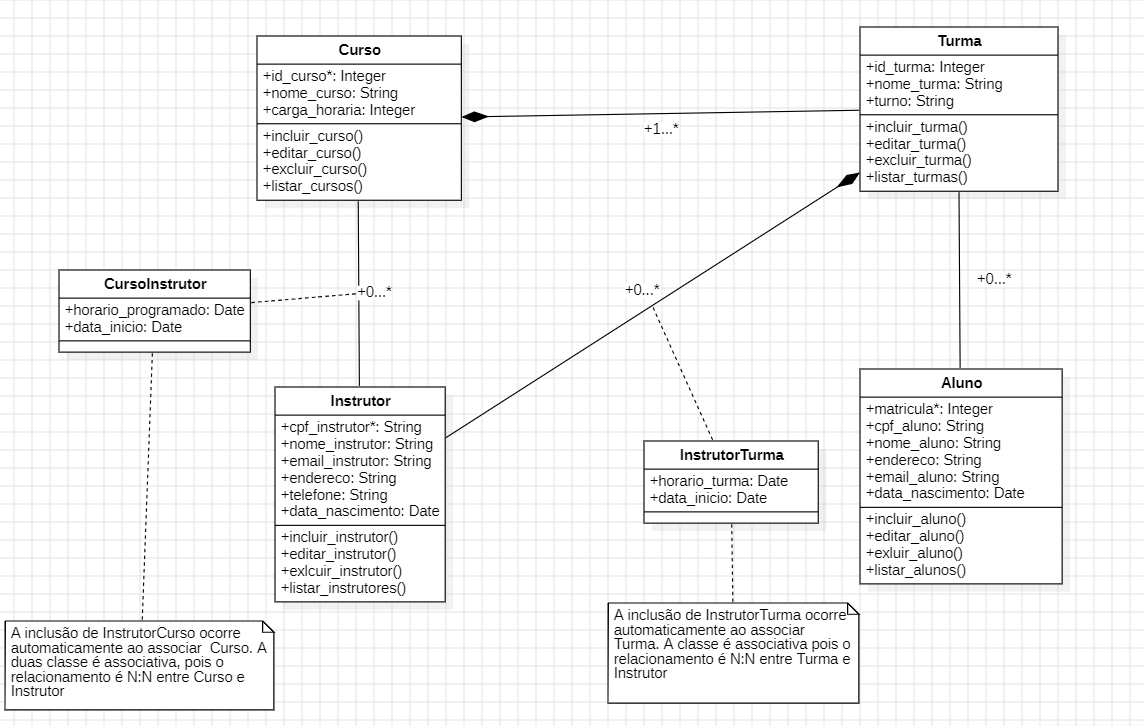 Curso
+id_curso*: Integer
+nome_curso: String
+carga_horaria: Integer
+incluir_curso()
+editar_curso()
+excluir_curso()
+listar_cursos()
Turma
+id_turma: Integer
+nome_turma: String
+turno: String
+incluir_turma()
+editar_turma()
+excluir_turma()
+listar_turmas()
+1...*
CursoInstrutor
+horario_programado: Date
+data_inicio: Date
+0...*
+0...*
+0...*
Instrutor
+cpf_instrutor*: String
+nome_instrutor: String
+email_instrutor: String
+endereco: String
+telefone: String
+data_nascimento: Date
+incluir_instrutor()
+editar_instrutor()
+exlcuir_instrutor()
+listar_instrutores()
InstrutorTurma
+horario_turma: Date
+data_inicio: Date
Aluno
+matricula*: Integer
+cpf_aluno: String
+nome_aluno: String
+endereco: String
+email_aluno: String
+data_nascimento: Date
+incluir_aluno()
+editar_aluno()
+exluir_aluno()
+listar_alunos()
A inclusão de InstrutorCurso ocorre
automaticamente ao associar  Curso. A
duas classe é associativa, pois o
relacionamento é N:N entre Curso e
Instrutor
A inclusão de InstrutorTurma ocorre
automaticamente ao associar
Turma. A classe é associativa pois o
relacionamento é N:N entre Turma e
Instrutor